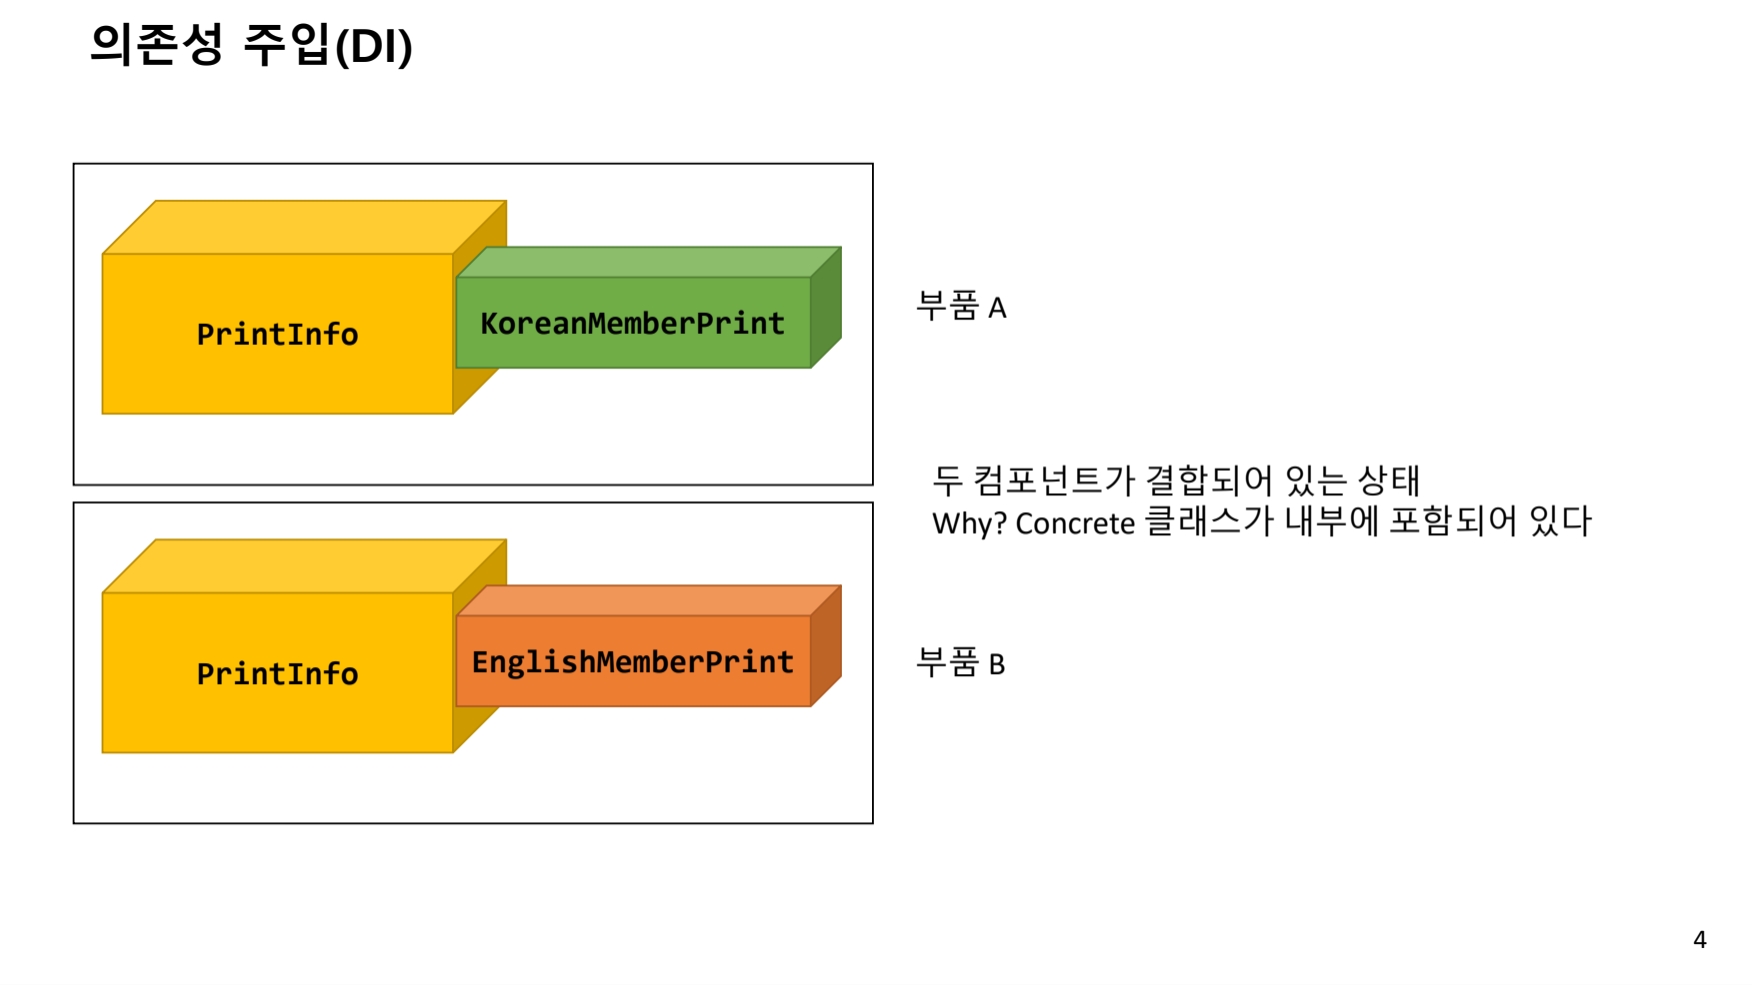 의존성 주입(DI)
PrintInfo
KoreanMemberPrint
부품 A
두 컴포넌트가 결합되어 있는 상태
Why? Concrete 클래스가 내부에 포함되어 있다
PrintInfo
EnglishMemberPrint
부품 B
4